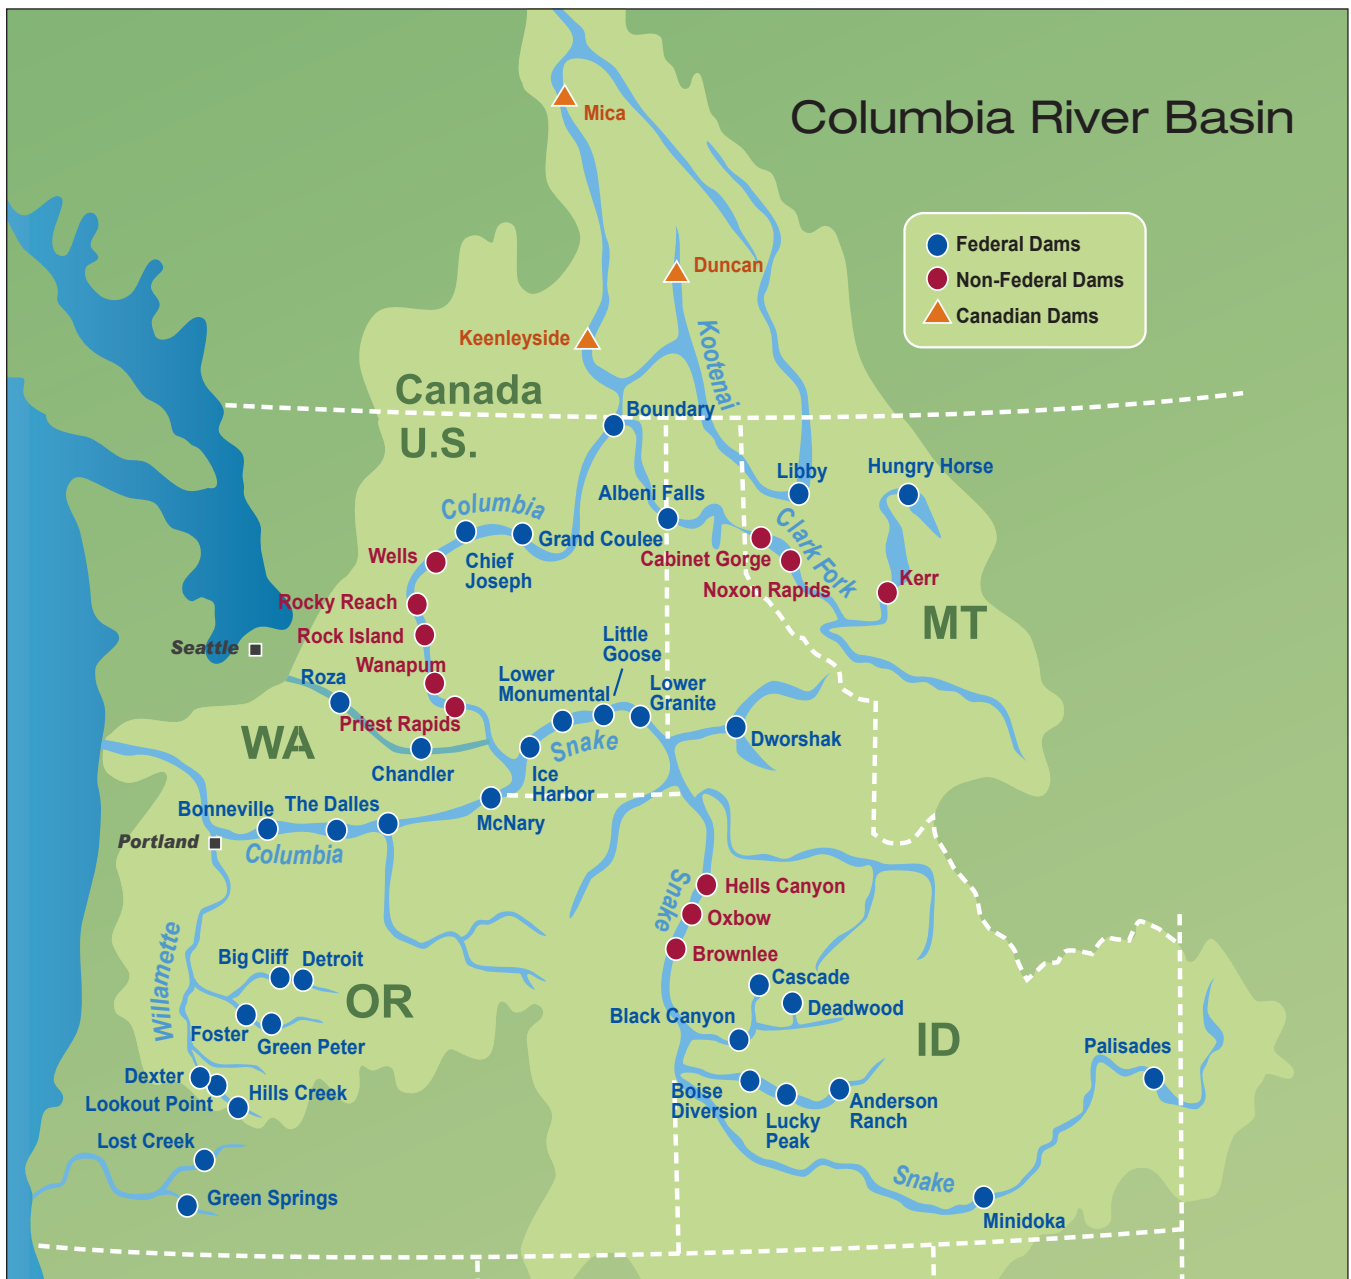 Columbia River Basin
Mica
Federal Dams
Non-Federal Dams
Canadian Dams
Duncan
Keenleyside
Kootenai
Canada
U.S.
Boundary
Libby
Hungry Horse
Albeni Falls
Columbia
Grand Coulee
Chief
Joseph
Wells
Clark Fork
Cabinet Gorge
Noxon Rapids
Kerr
MT
Rocky Reach
Rock Island
Seattle
Wanapum
Roza
Priest Rapids
Little
Goose
Lower
Monumental
Lower
Granite
Snake
Dworshak
WA
Chandler
Ice
Harbor
McNary
Bonneville
The Dalles
Portland
Columbia
Snake
Hells Canyon
Oxbow
Brownlee
Willamette
Big Cliff
Detroit
OR
Foster
Green Peter
Cascade
Deadwood
Black Canyon
ID
Palisades
Dexter
Lookout Point
Hills Creek
Boise
Diversion
Lucky
Peak
Anderson
Ranch
Lost Creek
Green Springs
Snake
Minidoka